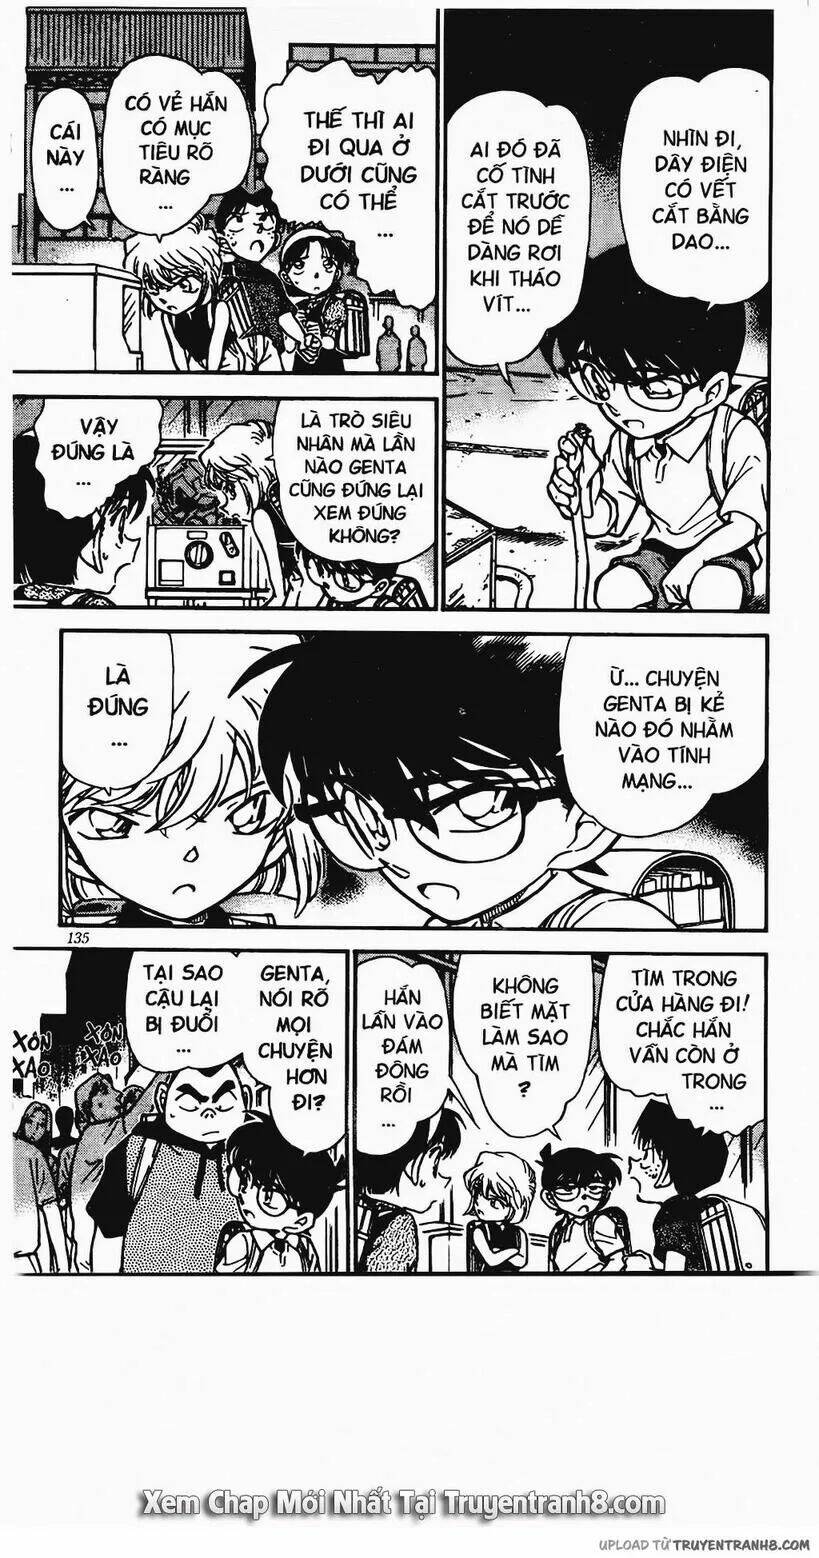 NHÌN ĐI,
DÂY ĐIỆN
CÓ VẾT
CẮT BẰNG
DAO...
AI ĐÓ ĐÃ
CỐ TÌNH
CẮT TRƯỚC
ĐỂ NÓ DỄ
DÀNG RƠI
KHI THÁO
VÍT...
THẾ THÌ AI
ĐI QUA Ở
DƯỚI CŨNG
CÓ THỂ
...
CÓ VẺ HẮN
CÓ MỤC
TIÊU RÕ
RÀNG
...
CÁI
NÀY
...
LÀ TRÒ SIÊU
NHÂN MÀ LẦN
NÀO GENTA
CŨNG ĐỨNG LẠI
XEM ĐÚNG
KHÔNG?
VẬY
ĐÚNG LÀ
...
Ừ... CHUYỆN
GENTA BỊ KẺ
NÀO ĐÓ NHẰM
VÀO TÍNH
MẠNG...
LÀ
ĐÚNG
...
135
TÌM TRONG
CỬA HÀNG ĐI!
CHẮC HẮN
VẪN CÒN Ở
TRONG
...
KHÔNG
BIẾT MẶT
LÀM SAO
MÀ TÌM
?
HẮN
LẨN VÀO
ĐÁM
ĐÔNG
RỒI
...
GENTA,
NÓI RÕ
MỌI
CHUYỆN
HƠN
ĐI?
TẠI SAO
CẬU LẠI
BỊ ĐUỔI
...
XÔN
XAO
XÔN
XAO
Xem Chap Mới Nhất Tại Truyentranh8.com
UPLOAD TỪ TRUYENTRANH8.COM